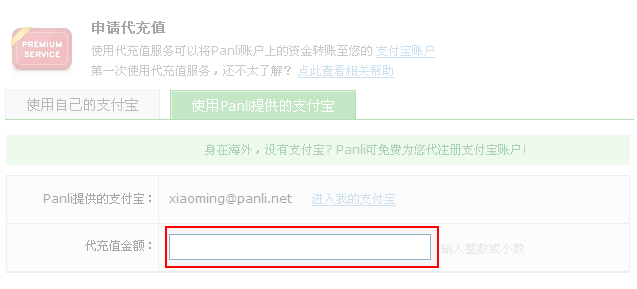 申请代充值
PREMIUM
SERVICE
使用代充值服务可以将Panli账户上的资金转账至您的 支付宝账户
第一次使用代充值服务，还不太了解？ 点此查看相关帮助
使用自己的支付宝
使用Panli提供的支付宝
身在海外，没有支付宝？Panli可免费为您代注册支付宝账户！
Panli提供的支付宝： xiaoming@panli.net 进入我的支付宝
代充值金额： 输入整数或小数